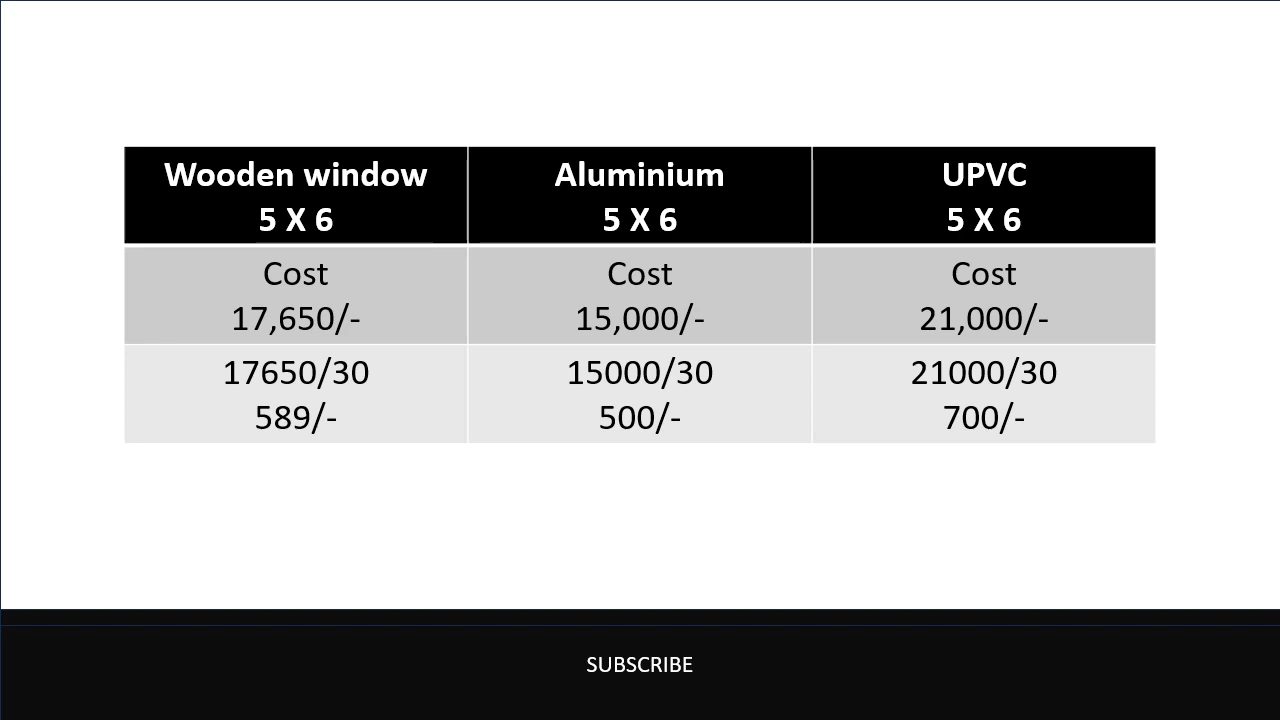 Wooden window
5 X 6
Aluminium
5 X 6
UPVC
5 X 6
Cost
17,650/-
Cost
15,000/-
Cost
21,000/-
17650/30
589/-
15000/30
500/-
21000/30
700/-
SUBSCRIBE